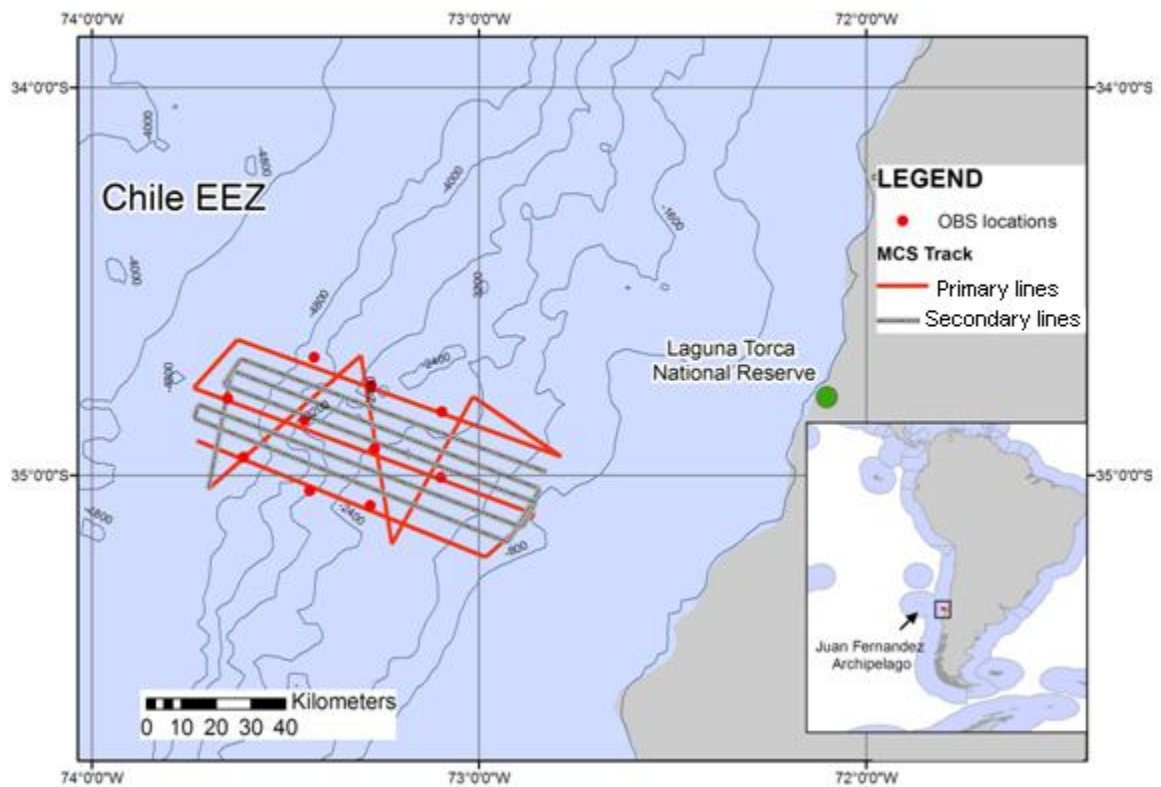 74°0'0"W 73°0'0"W 72°0'0"W
34°0'0"S 34°0'0"S
-4000
-4800
-4000
Chile EEZ
-1600
-4000
3200
-4800
LEGEND
OBS locations
MCS Track
Primary lines
Secondary lines
Laguna Torca
National Reserve
-2400
-4800
3200
35°0'0"S 35°0'0"S
-4800
-2400
-800
Juan Fernandez
Archipelago
Kilometers
0 10 20 30 40
74°0'0"W 73°0'0"W 72°0'0"W